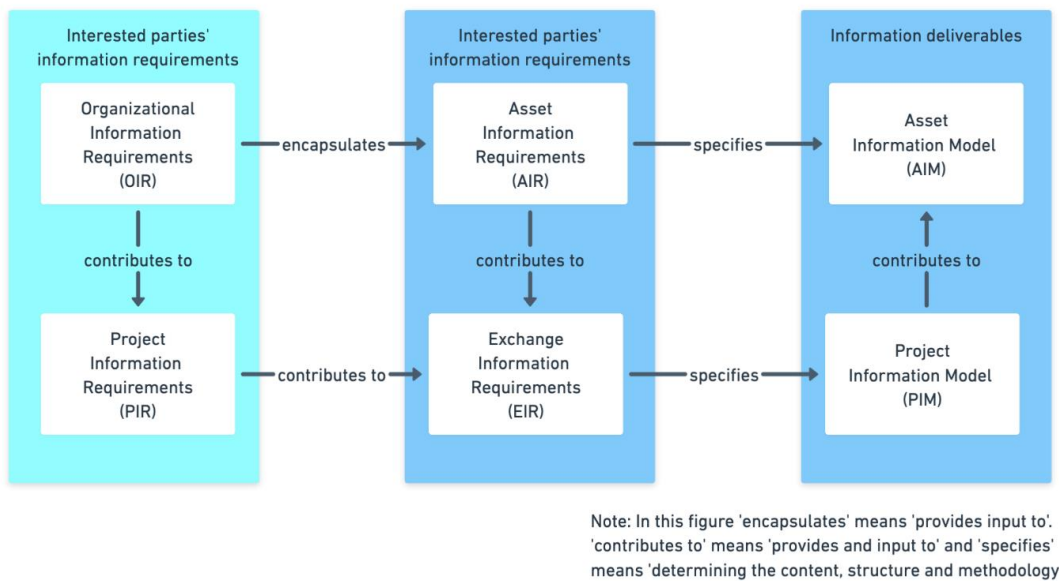 Interested parties'
information requirements
Organizational
Information
Requirements
(OIR)
encapsulates
contributes to
Project
Information
Requirements
(PIR)
contributes to
Interested parties'
information requirements
Asset
Information
Requirements
(AIR)
specifies
contributes to
Exchange
Information
Requirements
(EIR)
specifies
Information deliverables
Asset
Information Model
(AIM)
contributes to
Project
Information Model
(PIM)
Note: In this figure 'encapsulates' means 'provides input to'.
'contributes to' means 'provides and input to' and 'specifies'
means 'determining the content, structure and methodology